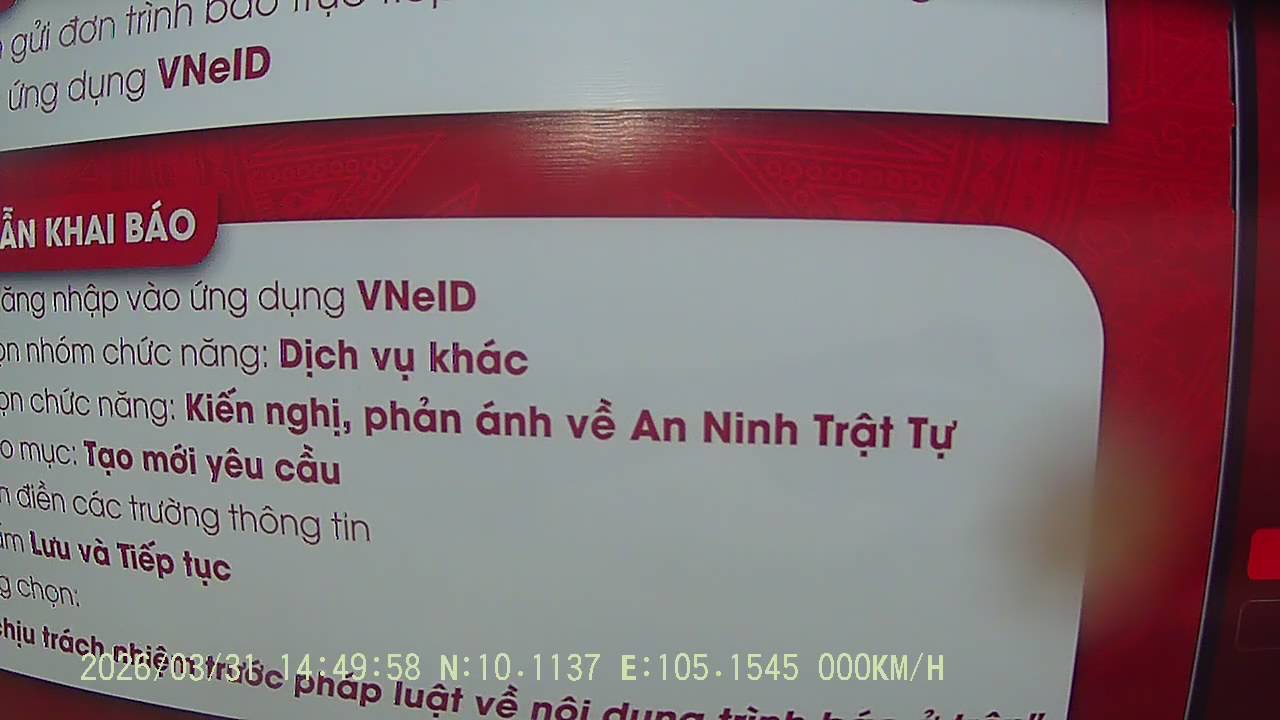 gửi đơn trình báo trực tiếp
ứng dụng VNeID
ẪN KHAI BÁO
ăng nhập vào ứng dụng VNeID
ọn nhóm chức năng: Dịch vụ khác
ọn chức năng: Kiến nghị, phản ánh về An Ninh Trật Tự
o mục: Tạo mới yêu cầu
n điền các trường thông tin
ấm Lưu và Tiếp tục
g chọn:
chịu trách nhiệm trước pháp luật về nội dung trình báo ở trên"
2026/03/31 14:49:58 N:10.1137 E:105.1545 000KM/H